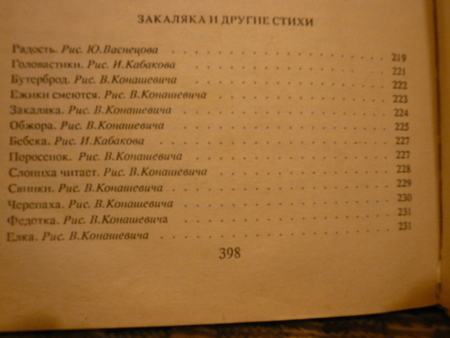 ЗАКАЛЯКА И ДРУГИЕ СТИХИ
Радость. Рис. Ю.Васнецова . . . . . . . . . . . . . . . . . 219
Головастики. Рис. И.Кабакова . . . . . . . . . . . . . . . . 221
Бутерброд. Рис. В.Конашевича . . . . . . . . . . . . . . . . 222
Ежики смеются. Рис. В.Конашевича . . . . . . . . . . . . . . 223
Закаляка. Рис. В.Конашевича . . . . . . . . . . . . . . . . 224
Обжора. Рис. В.Конашевича . . . . . . . . . . . . . . . . . 225
Бебека. Рис. И.Кабакова . . . . . . . . . . . . . . . . . . 227
Поросенок. Рис. В.Конашевича . . . . . . . . . . . . . . . . 227
Слониха читает. Рис. В.Конашевича . . . . . . . . . . . . . 228
Свинки. Рис. В.Конашевича . . . . . . . . . . . . . . . . . 229
Черепаха. Рис. В.Конашевича . . . . . . . . . . . . . . . . 230
Федотка. Рис. В.Конашевича . . . . . . . . . . . . . . . . . 231
Елка. Рис. В.Конашевича . . . . . . . . . . . . . . . . . . 231
398